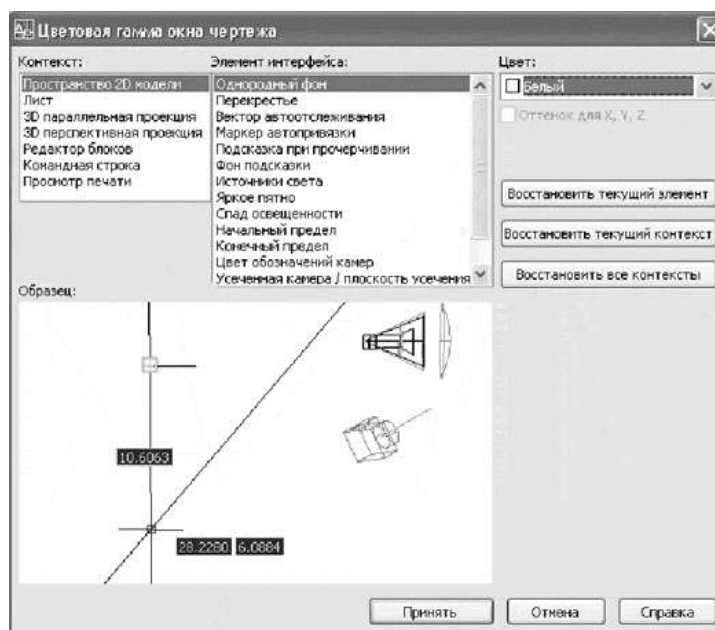 Цветовая гамма окна чертежа
Контекст:
Пространство 2D модели
Лист
3D параллельная проекция
3D перспективная проекция
Редактор блоков
Командная строка
Просмотр печати
Элемент интерфейса:
Однородный фон
Перекрестье
Вектор автоотслеживания
Маркер автопривязки
Подсказка при прочерчивании
Фон подсказки
Источники света
Яркое пятно
Спад освещенности
Начальный предел
Конечный предел
Цвет обозначений камер
Усеченная камера / плоскость усечения
Цвет:
Белый
Оттенок для X, Y, Z
Восстановить текущий элемент
Восстановить текущий контекст
Восстановить все контексты
Образец:
10.6063
28.2280 6.0884
Принять
Отмена
Справка